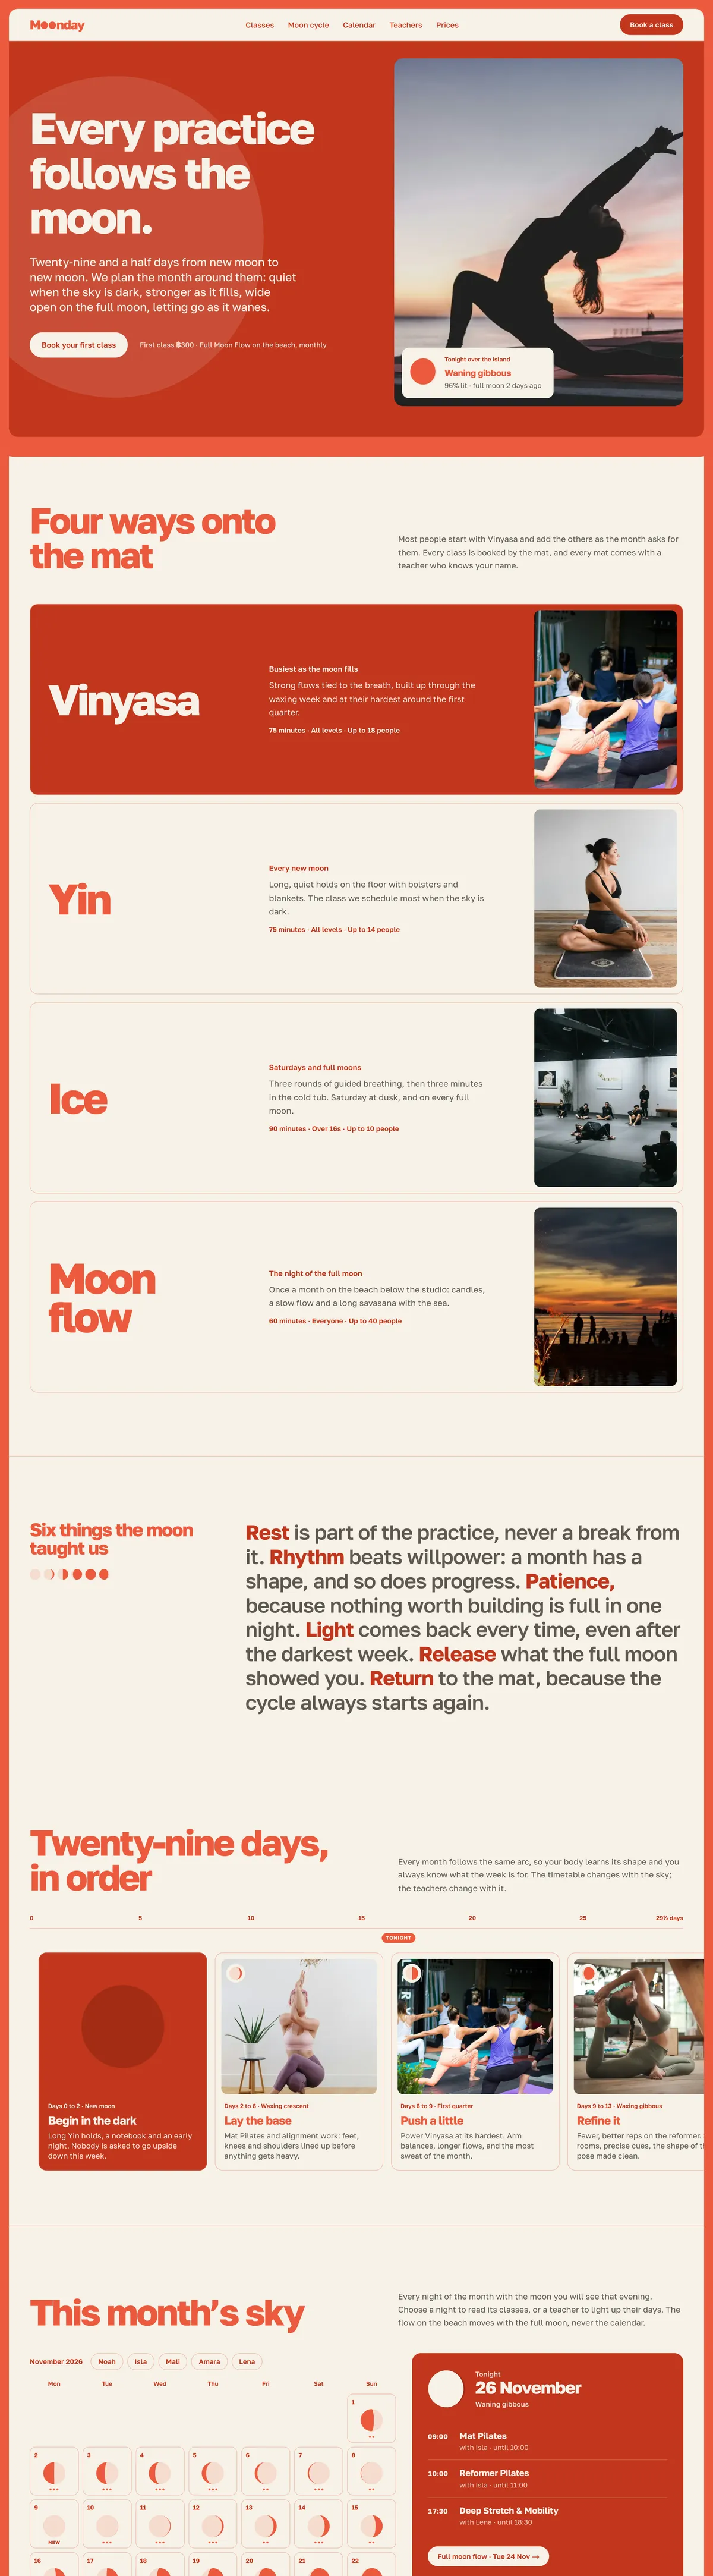 Moonday
Classes Moon cycle Calendar Teachers Prices
Book a class
Every practice
follows the
moon.
Twenty-nine and a half days from new moon to
new moon. We plan the month around them: quiet
when the sky is dark, stronger as it fills, wide
open on the full moon, letting go as it wanes.
Book your first class
First class ฿300 · Full Moon Flow on the beach, monthly
Tonight over the island
Waning gibbous
96% lit · full moon 2 days ago
Four ways onto
the mat
Most people start with Vinyasa and add the others as the month asks for
them. Every class is booked by the mat, and every mat comes with a
teacher who knows your name.
Vinyasa
Busiest as the moon fills
Strong flows tied to the breath, built up through the
waxing week and at their hardest around the first
quarter.
75 minutes · All levels · Up to 18 people
Yin
Every new moon
Long, quiet holds on the floor with bolsters and
blankets. The class we schedule most when the sky is
dark.
75 minutes · All levels · Up to 14 people
Ice
Saturdays and full moons
Three rounds of guided breathing, then three minutes
in the cold tub. Saturday at dusk, and on every full
moon.
90 minutes · Over 16s · Up to 10 people
Moon
flow
The night of the full moon
Once a month on the beach below the studio: candles,
a slow flow and a long savasana with the sea.
60 minutes · Everyone · Up to 40 people
Six things the moon
taught us
Rest is part of the practice, never a break from
it. Rhythm beats willpower: a month has a
shape, and so does progress. Patience,
because nothing worth building is full in one
night. Light comes back every time, even after
the darkest week. Release what the full moon
showed you. Return to the mat, because the
cycle always starts again.
Twenty-nine days,
in order
Every month follows the same arc, so your body learns its shape and you
always know what the week is for. The timetable changes with the sky;
the teachers change with it.
0 5 10 15 20 25 29½ days
TONIGHT
Days 0 to 2 · New moon
Begin in the dark
Long Yin holds, a notebook and an early
night. Nobody is asked to go upside
down this week.
Days 2 to 6 · Waxing crescent
Lay the base
Mat Pilates and alignment work: feet,
knees and shoulders lined up before
anything gets heavy.
Days 6 to 9 · First quarter
Push a little
Power Vinyasa at its hardest. Arm
balances, longer flows, and the most
sweat of the month.
Days 9 to 13 · Waxing gibbous
Refine it
Fewer, better reps on the reformer.
rooms, precise cues, the shape of
pose made clean.
This month's sky
Every night of the month with the moon you will see that evening.
Choose a night to read its classes, or a teacher to light up their days. The
flow on the beach moves with the full moon, never the calendar.
November 2026 Noah Isla Mali Amara Lena
Mon Tue Wed Thu Fri Sat Sun
1
2 3 4 5 6 7 8
9 10 11 12 13 14 15
NEW
16 17 18 19 20 21 22
Tonight
26 November
Waning gibbous
09:00 Mat Pilates
with Isla · until 10:00
10:00 Reformer Pilates
with Isla · until 11:00
17:30 Deep Stretch & Mobility
with Lena · until 18:30
Full moon flow · Tue 24 Nov →